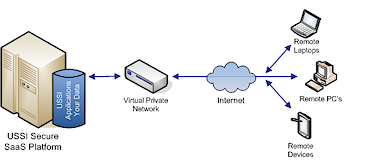 Remote
Laptops
USSI
Applications
Your Data
Virtual Private
Network
Internet
Remote PC's
USSI Secure
SaaS Platform
Remote
Devices